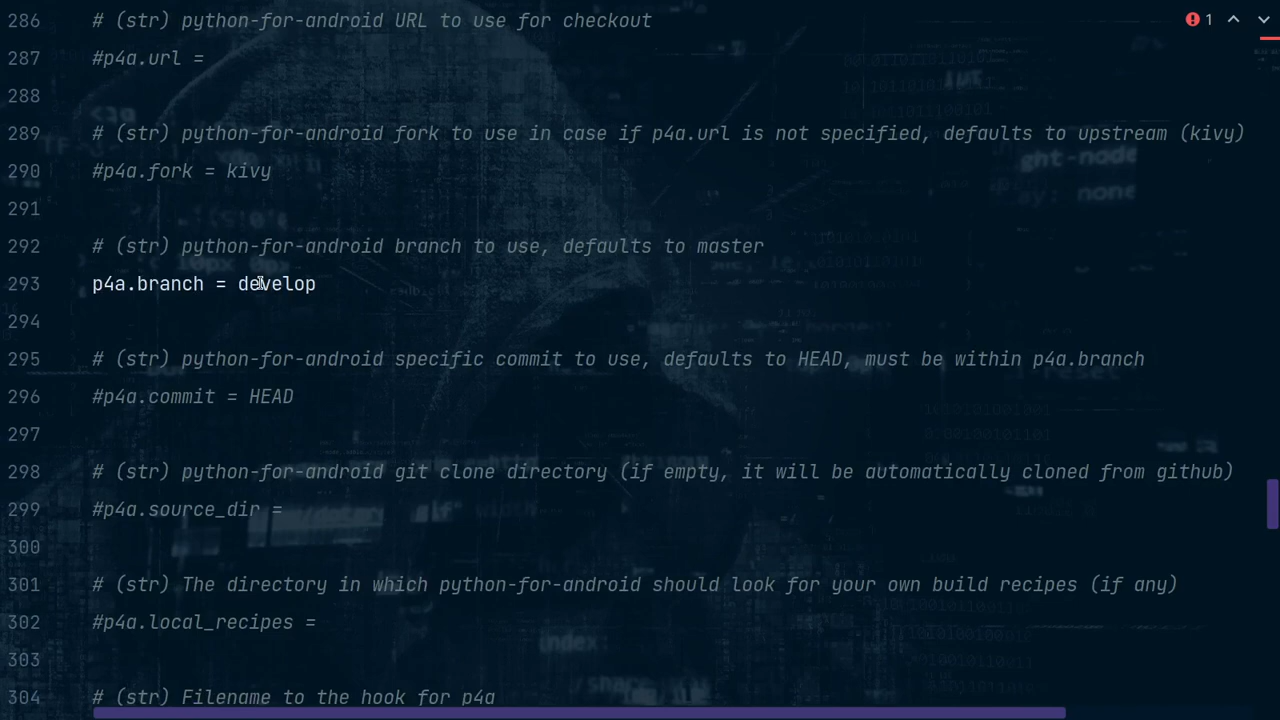 286 # (str) python-for-android URL to use for checkout
1
287 #p4a.url =
288
289 # (str) python-for-android fork to use in case if p4a.url is not specified, defaults to upstream (kivy)
290 #p4a.fork = kivy
291
292 # (str) python-for-android branch to use, defaults to master
293 p4a.branch = develop
294
295 # (str) python-for-android specific commit to use, defaults to HEAD, must be within p4a.branch
296 #p4a.commit = HEAD
297
298 # (str) python-for-android git clone directory (if empty, it will be automatically cloned from github)
299 #p4a.source_dir =
300
301 # (str) The directory in which python-for-android should look for your own build recipes (if any)
302 #p4a.local_recipes =
303
304 # (str) Filename to the hook for p4a